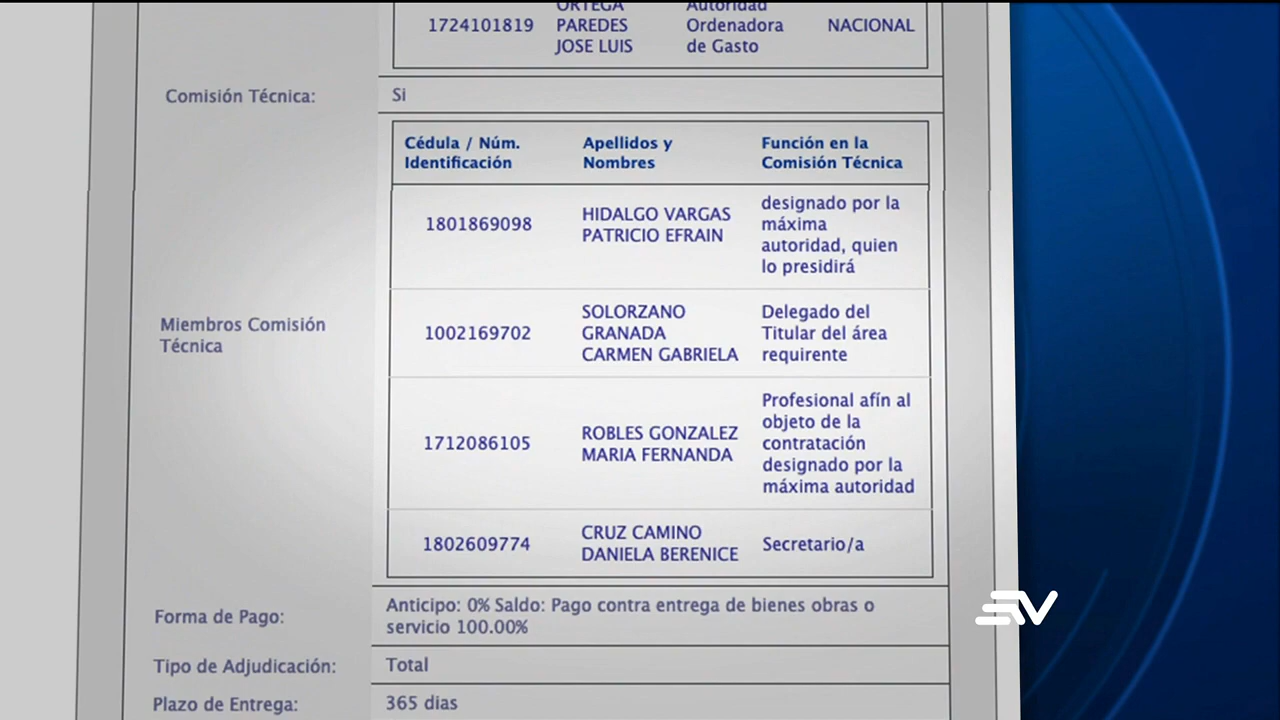 ORTEGA
PAREDES
JOSE LUIS
1724101819
Autoridad
Ordenadora
de Gasto
NACIONAL
Comisión Técnica:
Si
Cédula / Núm.
Identificación
Apellidos y
Nombres
Función en la
Comisión Técnica
Miembros Comisión
Técnica
1801869098
HIDALGO VARGAS
PATRICIO EFRAIN
designado por la
máxima
autoridad, quien
lo presidirá
1002169702
SOLORZANO
GRANADA
CARMEN GABRIELA
Delegado del
Titular del área
requirente
1712086105
ROBLES GONZALEZ
MARIA FERNANDA
Profesional afín al
objeto de la
contratación
designado por la
máxima autoridad
1802609774
CRUZ CAMINO
DANIELA BERENICE
Secretario/a
Forma de Pago:
Anticipo: 0% Saldo: Pago contra entrega de bienes obras o
servicio 100.00%
Tipo de Adjudicación:
Total
Plazo de Entrega:
365 dias